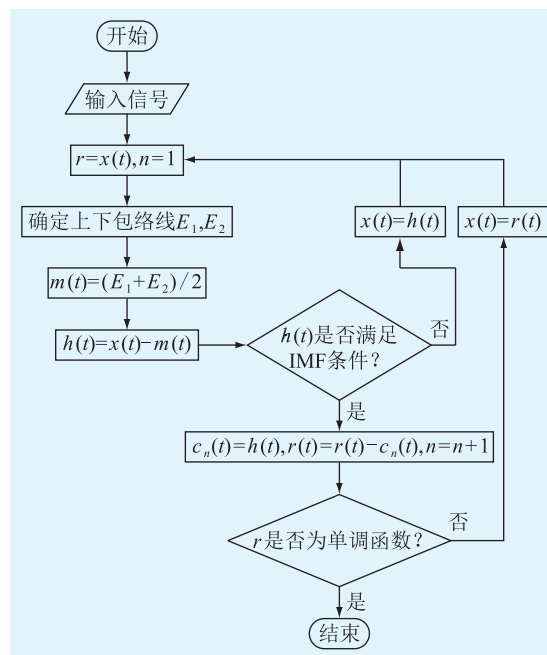 开始
输入信号
r=x(t),n=1
确定上下包络线E₁,E₂
x(t)=h(t)
x(t)=r(t)
m(t)=(E₁+E₂)/2
h(t)=x(t)-m(t)
h(t)是否满足
IMF条件?
否
是
cₙ(t)=h(t),r(t)=r(t)-cₙ(t),n=n+1
r是否为单调函数?
否
是
结束